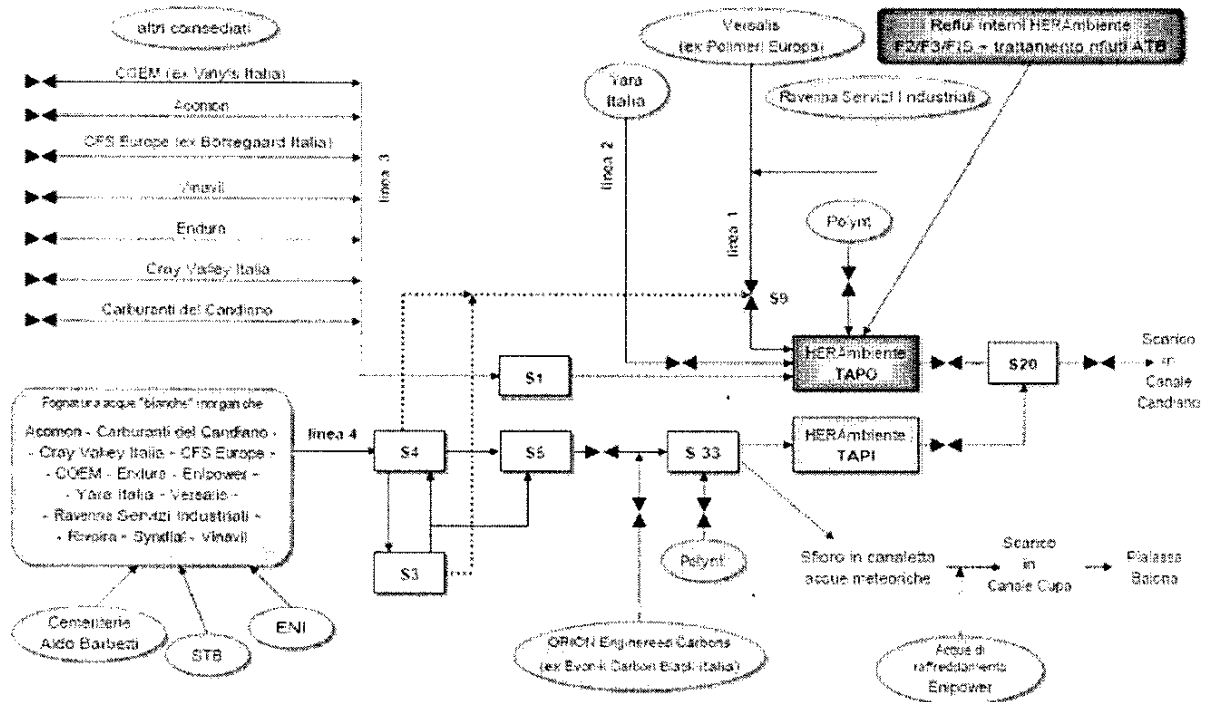 altri coinsediati
Versalis
(ex Polimeri Europa)
Reflui interni HERAmbiente
F2/F3/FIS + trattamento rifiuti ATB
Yara
Italia
Ravenna Servizi Industriali
COEM (ex Vinyls Italia)
Acomon
CFS Europe (ex Borregaard Italia)
Vinavil
Endura
Cray Valley Italia
Carburanti del Candiano
linea 3
linea 2
linea 1
Polynt
S9
HERAmbiente
TAPO
S20
Scarico
in
Canale
Candiano
S1
Fognatura acque "bianche" inorganiche
Acomon - Carburanti del Candiano -
- Cray Valley Italia - CFS Europe -
- COEM - Endura - Enipower -
- Yara Italia - Versalis -
- Ravenna Servizi Industriali -
- Rivoira - Syndial - Vinavil
linea 4
S4
S5
S 33
HERAmbiente
TAPI
S3
Polynt
Sfioro in canaletta
acque meteoriche
Scarico
in
Canale Cupa
Pialassa
Baiona
Cementerie
Aldo Barbetti
STB
ENI
ORION Engineered Carbons
(ex Evonik Carbon Black Italia)
Acque di
raffreddamento
Enipower